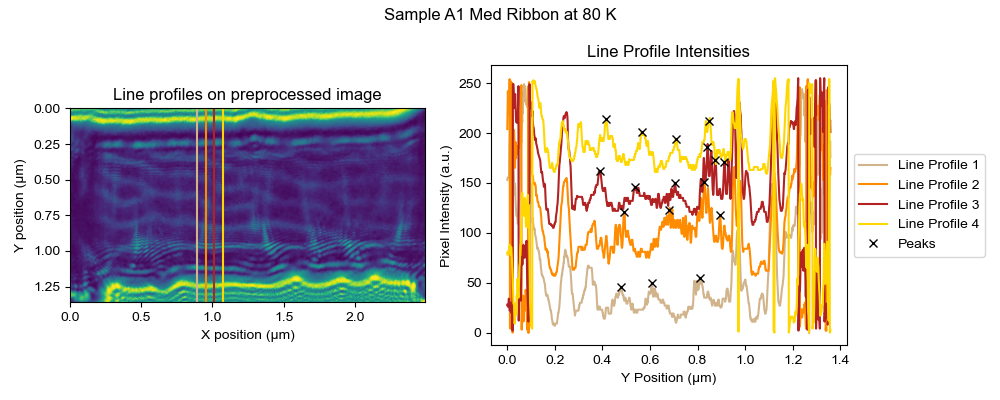 Sample A1 Med Ribbon at 80 K
Line profiles on preprocessed image
0.00
0.25
0.50
0.75
1.00
1.25
Y position (µm)
0.0
0.5
1.0
1.5
2.0
X position (µm)
Line Profile Intensities
250
200
150
100
50
0
Pixel Intensity (a.u.)
0.0
0.2
0.4
0.6
0.8
1.0
1.2
1.4
Y Position (µm)
Line Profile 1
Line Profile 2
Line Profile 3
Line Profile 4
Peaks